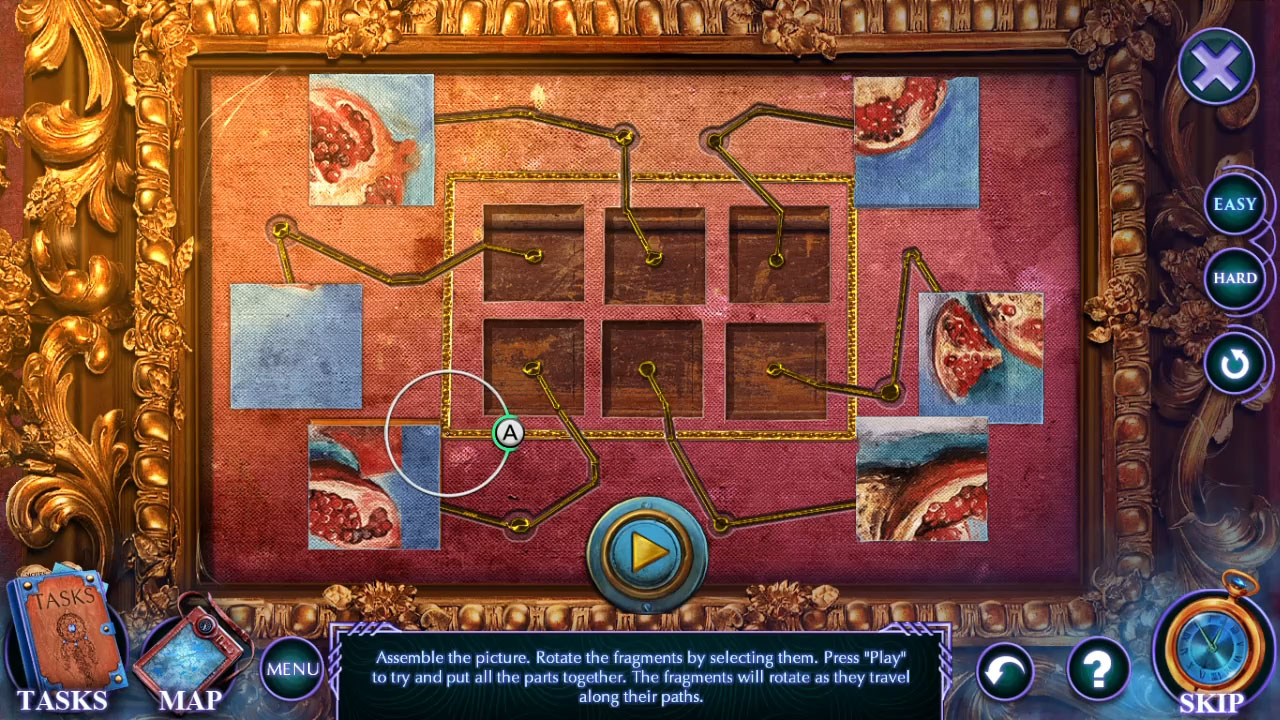 EASY
HARD
A
TASKS
TASKS
MAP
MENU
Assemble the picture. Rotate the fragments by selecting them. Press "Play"
to try and put all the parts together. The fragments will rotate as they travel
along their paths.
?
SKIP